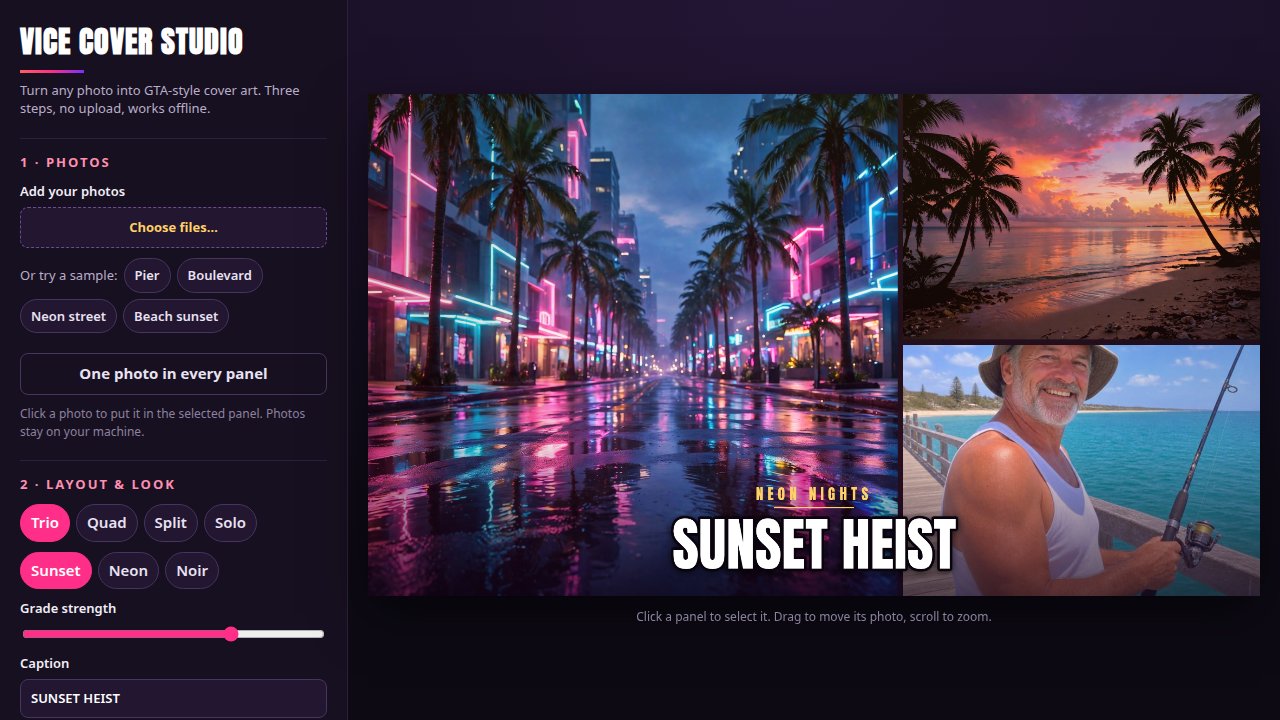 VICE COVER STUDIO
Turn any photo into GTA-style cover art. Three
steps, no upload, works offline.
1 · PHOTOS
Add your photos
Choose files...
Or try a sample: Pier Boulevard
Neon street Beach sunset
One photo in every panel
Click a photo to put it in the selected panel. Photos
stay on your machine.
2 · LAYOUT & LOOK
Trio Quad Split Solo
Sunset Neon Noir
Grade strength
Caption
SUNSET HEIST
NEON NIGHTS
SUNSET HEIST
Click a panel to select it. Drag to move its photo, scroll to zoom.